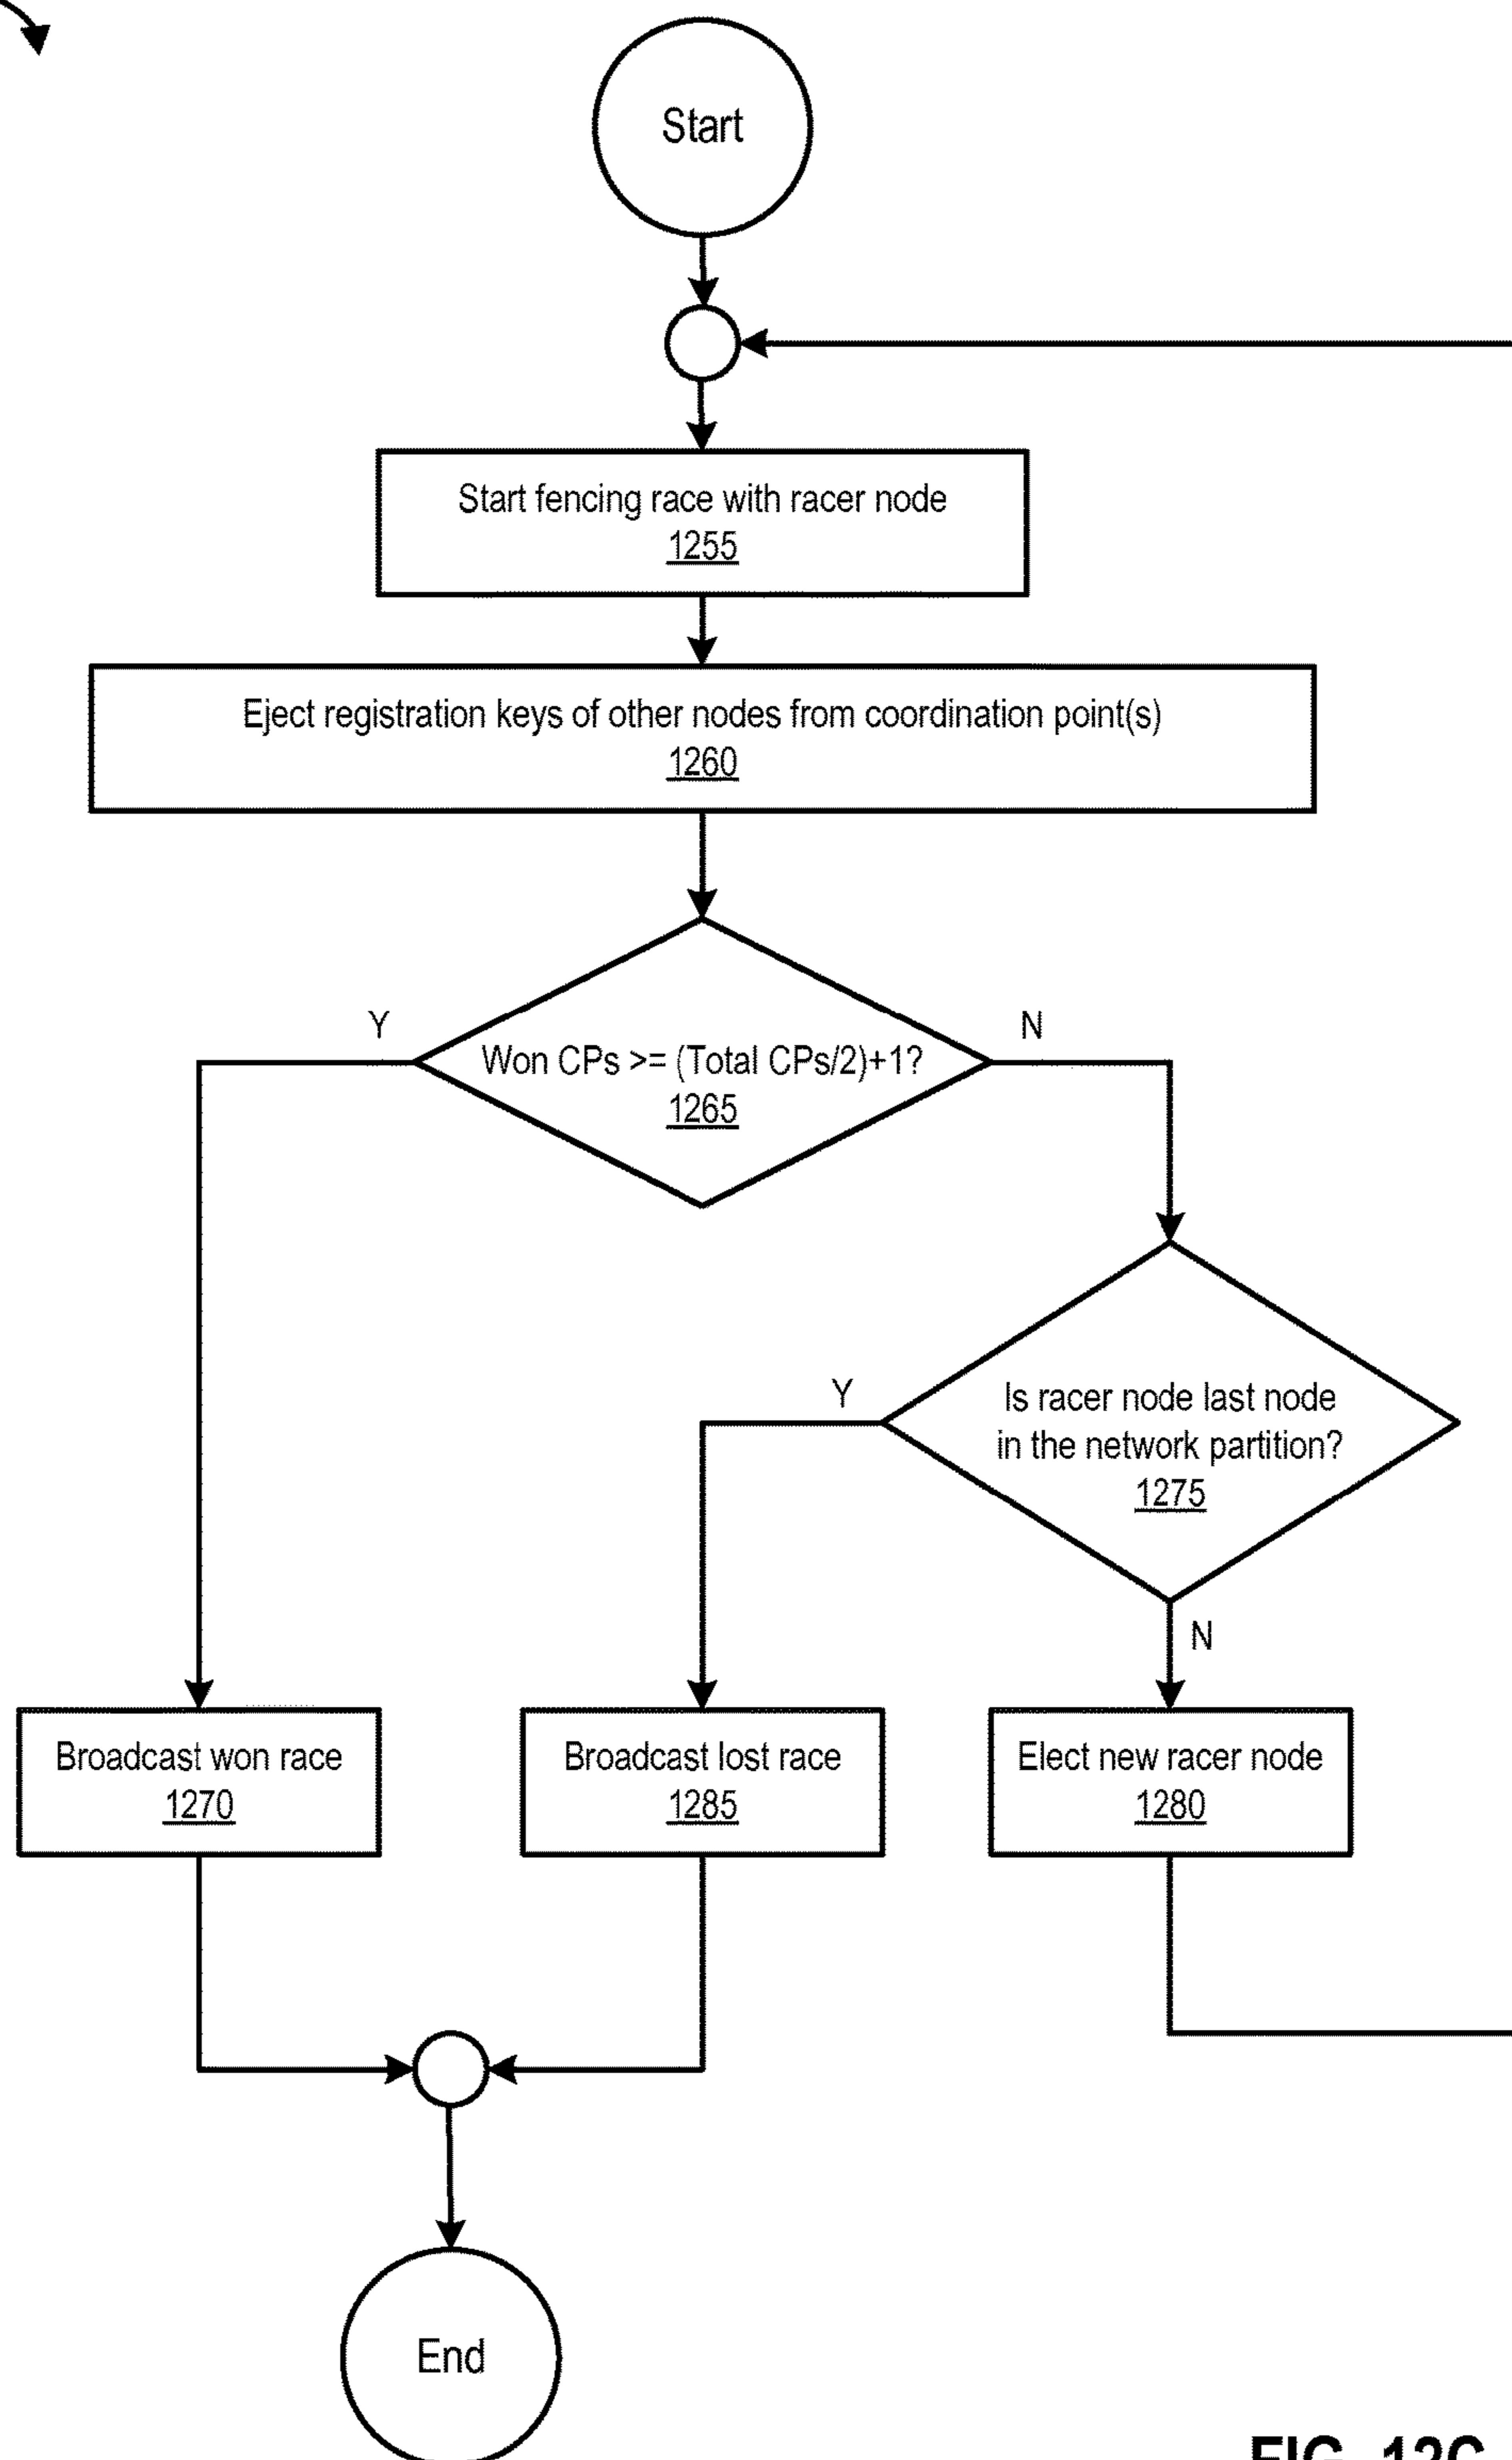 Start
Start fencing race with racer node
1255
Eject registration keys of other nodes from coordination point(s)
1260
Y
N
Won CPs >= (Total CPs/2)+1?
1265
Y
Is racer node last node
in the network partition?
1275
N
Broadcast won race
1270
Broadcast lost race
1285
Elect new racer node
1280
End
FIG. 12C